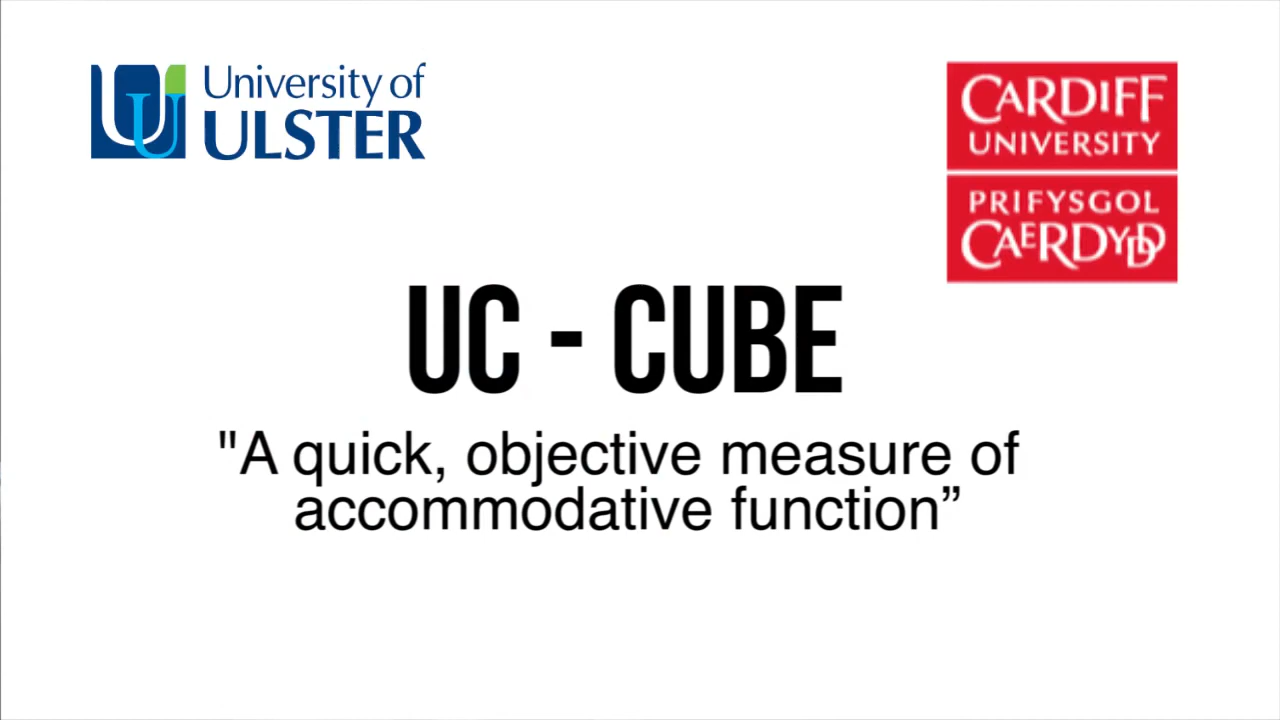 University of
ULSTER
CARDIFF
UNIVERSITY
PRIFYSGOL
CAERDYDD
UC - CUBE
"A quick, objective measure of
accommodative function”